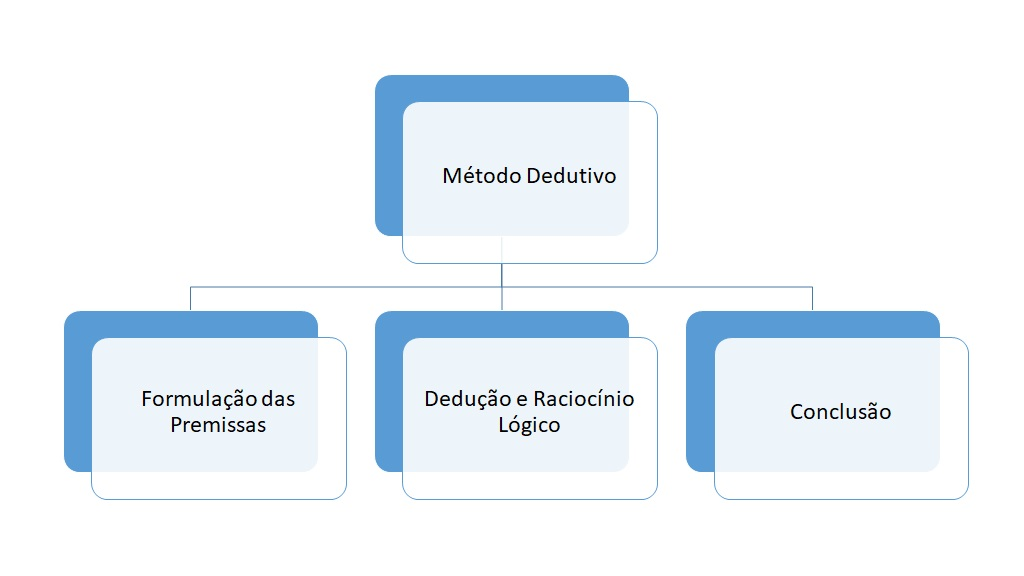 Método Dedutivo
Formulação das
Premissas
Dedução e Raciocínio
Lógico
Conclusão